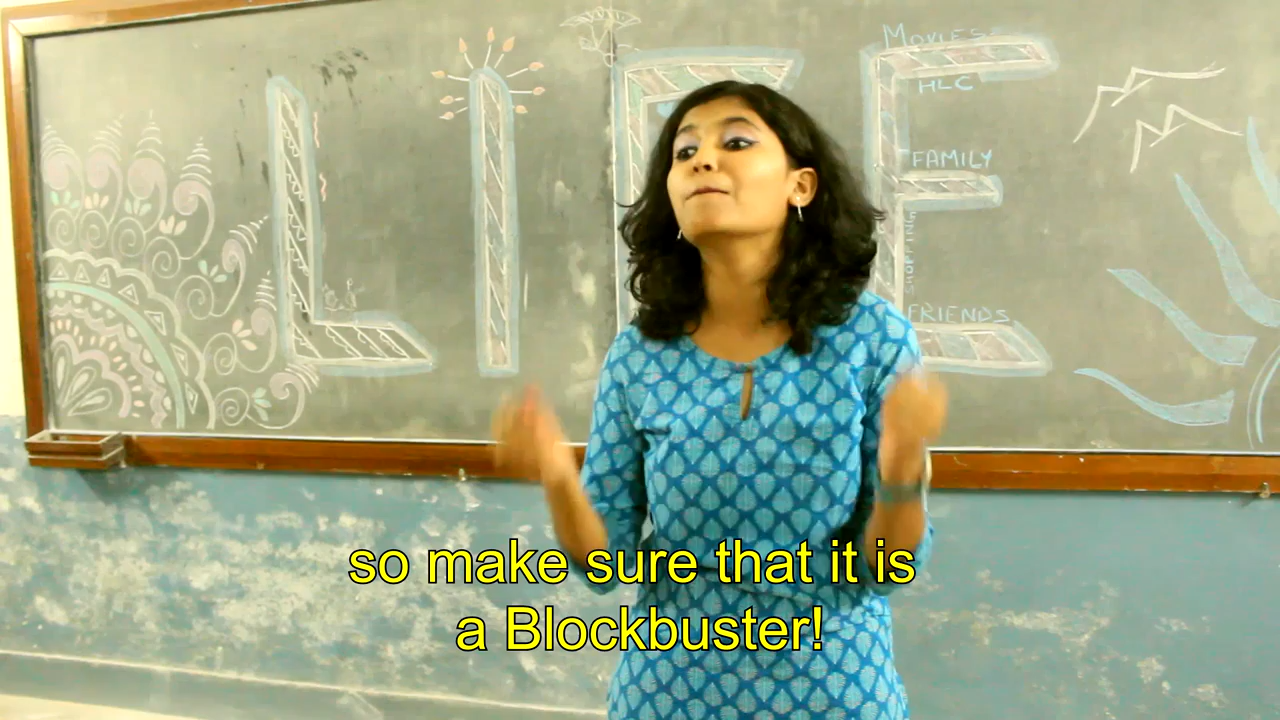 LIFE
MOVIES
HLC
FAMILY
SHOPPING
FRIENDS
so make sure that it is
a Blockbuster!